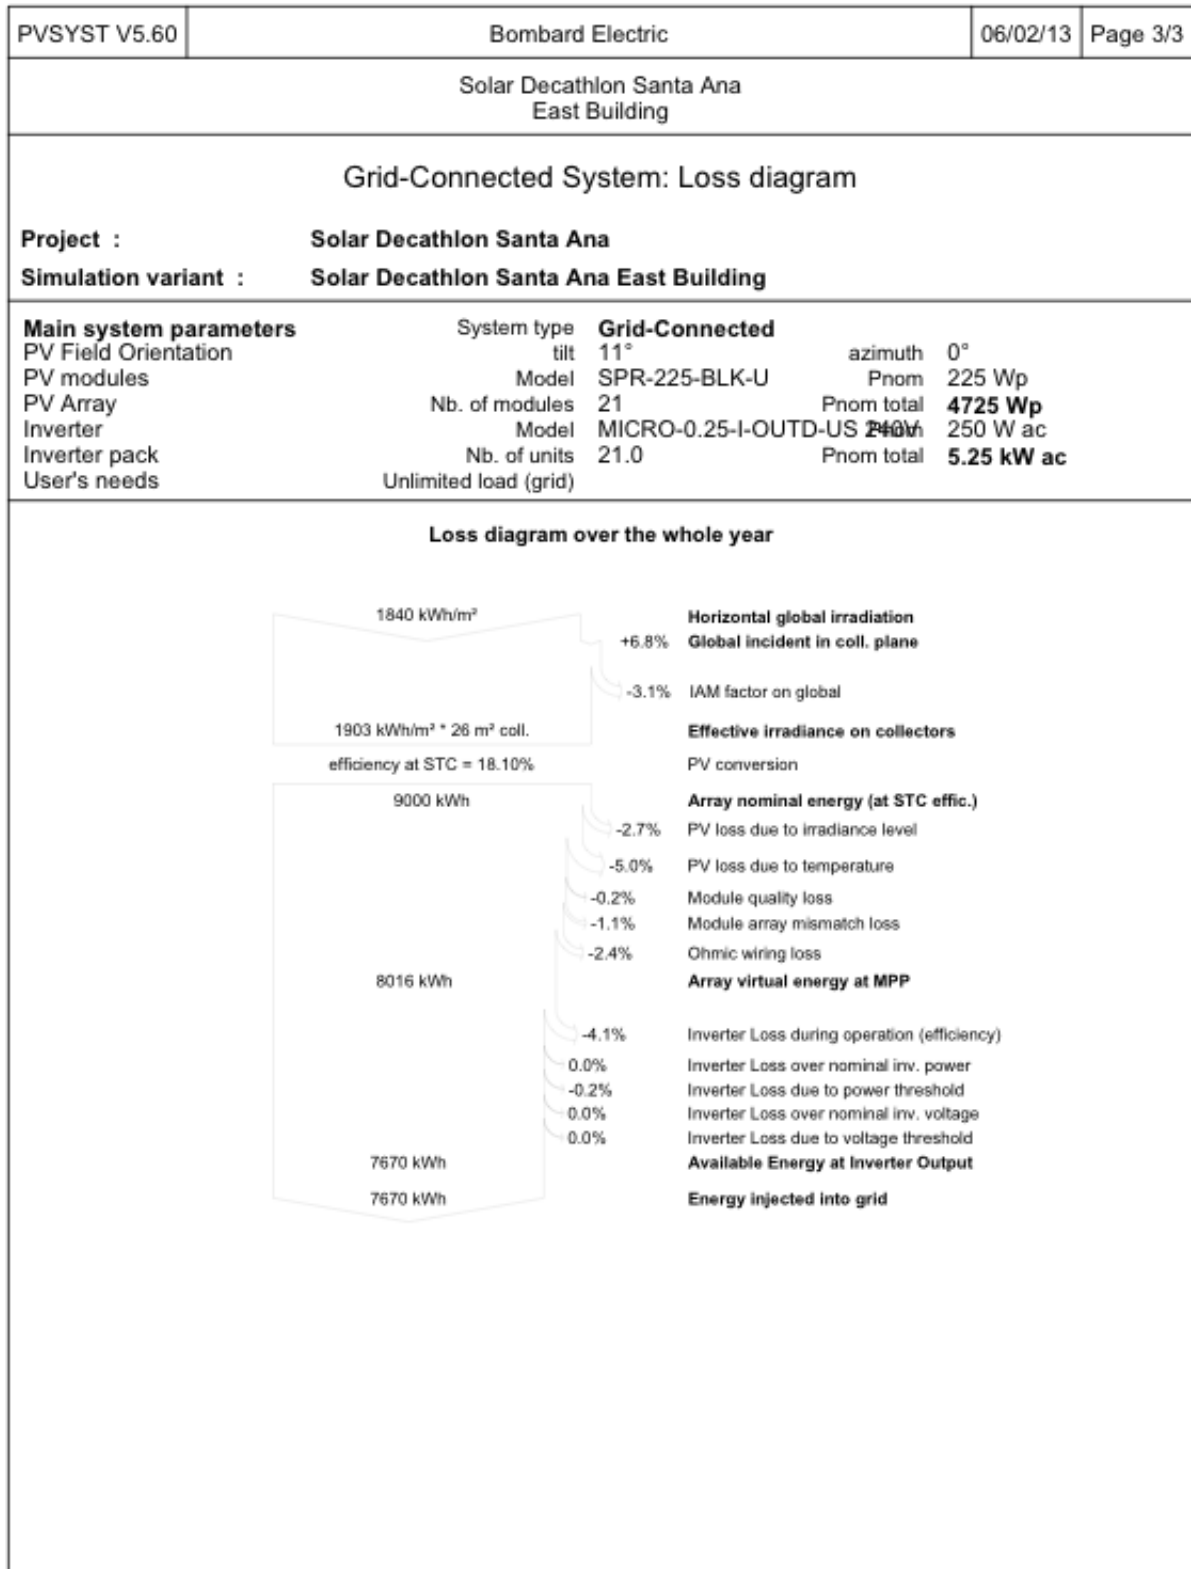 PVSYST V5.60 Bombard Electric 06/02/13 Page 3/3
Solar Decathlon Santa Ana
East Building
Grid-Connected System: Loss diagram
Project : Solar Decathlon Santa Ana
Simulation variant : Solar Decathlon Santa Ana East Building
Main system parameters System type Grid-Connected
PV Field Orientation tilt 11° azimuth 0°
PV modules Model SPR-225-BLK-U Pnom 225 Wp
PV Array Nb. of modules 21 Pnom total 4725 Wp
Inverter Model MICRO-0.25-I-OUTD-US 240V Pnom 250 W ac
Inverter pack Nb. of units 21.0 Pnom total 5.25 kW ac
User's needs Unlimited load (grid)
Loss diagram over the whole year
1840 kWh/m² Horizontal global irradiation
+6.8% Global incident in coll. plane
-3.1% IAM factor on global
1903 kWh/m² * 26 m² coll. Effective irradiance on collectors
efficiency at STC = 18.10% PV conversion
9000 kWh Array nominal energy (at STC effic.)
-2.7% PV loss due to irradiance level
-5.0% PV loss due to temperature
-0.2% Module quality loss
-1.1% Module array mismatch loss
-2.4% Ohmic wiring loss
8016 kWh Array virtual energy at MPP
-4.1% Inverter Loss during operation (efficiency)
0.0% Inverter Loss over nominal inv. power
-0.2% Inverter Loss due to power threshold
0.0% Inverter Loss over nominal inv. voltage
0.0% Inverter Loss due to voltage threshold
7670 kWh Available Energy at Inverter Output
7670 kWh Energy injected into grid